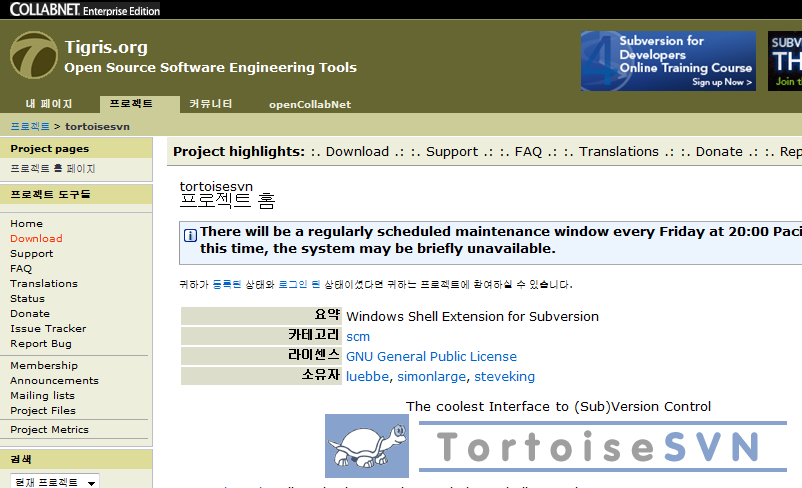 COLLABNET. Enterprise Edition
Tigris.org
Open Source Software Engineering Tools
4
Subversion for
Developers
Online Training Course
Sign up Now >
SUBV
TH
Join th
내 페이지 프로젝트 커뮤니티 openCollabNet
프로젝트 > tortoisesvn
Project pages
프로젝트 홈 페이지
프로젝트 도구들
Home
Download
Support
FAQ
Translations
Status
Donate
Issue Tracker
Report Bug
Membership
Announcements
Mailing lists
Project Files
Project Metrics
검색
현재 프로젝트
Project highlights: :. Download .: :. Support .: :. FAQ .: :. Translations .: :. Donate .: :. Rep
tortoisesvn
프로젝트 홈
There will be a regularly scheduled maintenance window every Friday at 20:00 Paci
this time, the system may be briefly unavailable.
귀하가 등록된 상태와 로그인 된 상태이셨다면 귀하는 프로젝트에 참여하실 수 있습니다.
요약 Windows Shell Extension for Subversion
카테고리 scm
라이센스 GNU General Public License
소유자 luebbe, simonlarge, steveking
The coolest Interface to (Sub)Version Control
TortoiseSVN